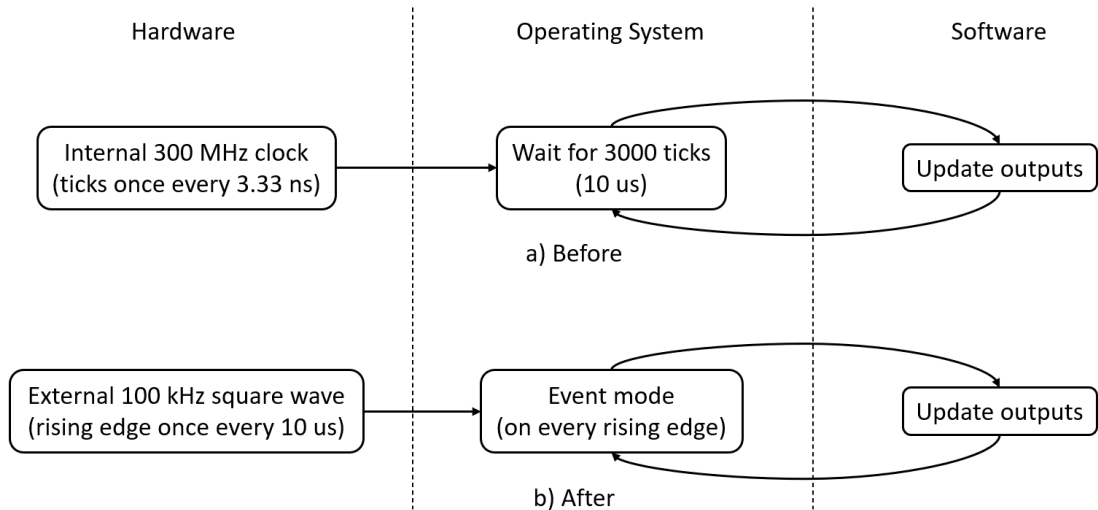 Hardware
Operating System
Software
Internal 300 MHz clock
(ticks once every 3.33 ns)
Wait for 3000 ticks
(10 us)
Update outputs
a) Before
External 100 kHz square wave
(rising edge once every 10 us)
Event mode
(on every rising edge)
Update outputs
b) After